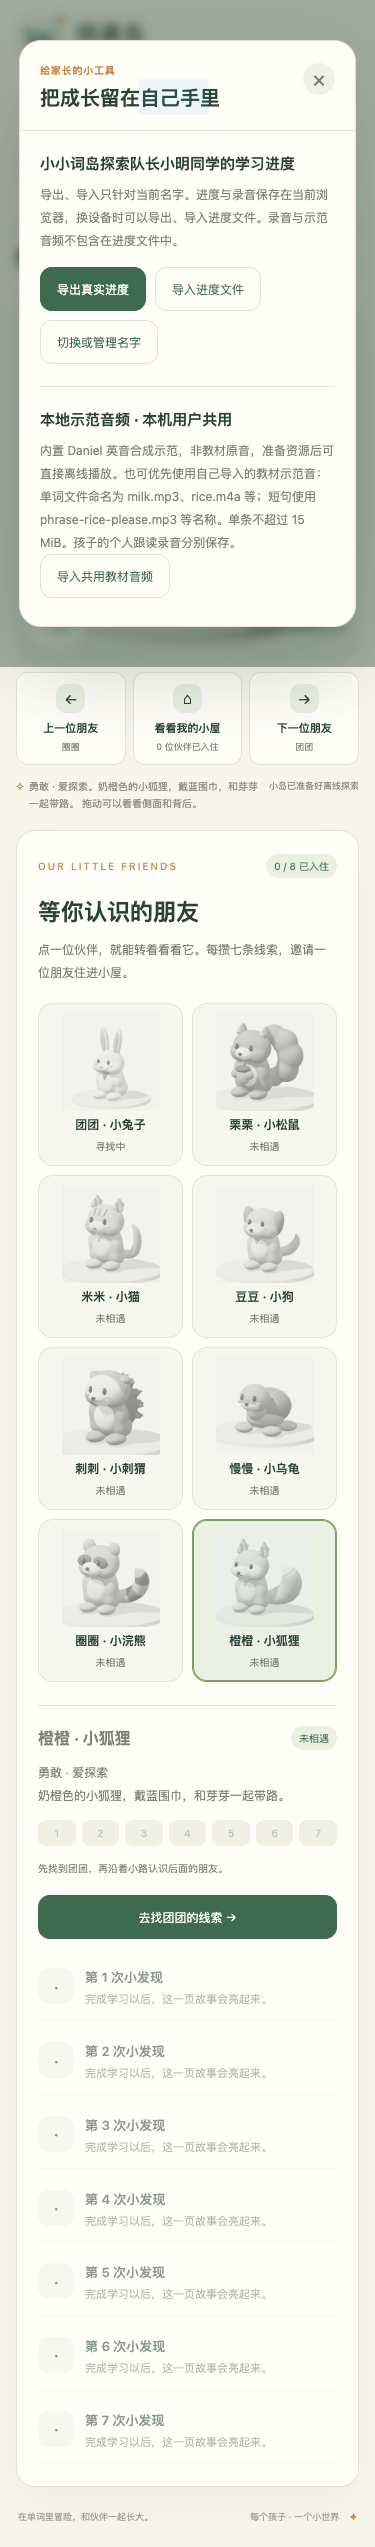 给家长的小工具
把成长留在自己手里
×
小小词岛探索队长小明同学的学习进度
导出、导入只针对当前名字。进度与录音保存在当前浏
览器，换设备时可以导出、导入进度文件。录音与示范
音频不包含在进度文件中。
导出真实进度
导入进度文件
切换或管理名字
本地示范音频 · 本机用户共用
内置 Daniel 英音合成示范，非教材原音，准备资源后可
直接离线播放。也可优先使用自己导入的教材示范音：
单词文件命名为 milk.mp3、rice.m4a 等；短句使用
phrase-rice-please.mp3 等名称。单条不超过 15
MiB。孩子的个人跟读录音分别保存。
导入共用教材音频
← ⌂ →
上一位朋友 看看我的小屋 下一位朋友
圈圈 0 位伙伴已入住 团团
✧ 勇敢 · 爱探索。奶橙色的小狐狸，戴蓝围巾，和芽芽
一起带路。 拖动可以看看侧面和背后。
小岛已准备好离线探索
OUR LITTLE FRIENDS
0 / 8 已入住
等你认识的朋友
点一位伙伴，就能转着看看它。每攒七条线索，邀请一
位朋友住进小屋。
团团 · 小兔子
寻找中
栗栗 · 小松鼠
未相遇
米米 · 小猫
未相遇
豆豆 · 小狗
未相遇
刺刺 · 小刺猬
未相遇
慢慢 · 小乌龟
未相遇
圈圈 · 小浣熊
未相遇
橙橙 · 小狐狸
未相遇
橙橙 · 小狐狸
未相遇
勇敢 · 爱探索
奶橙色的小狐狸，戴蓝围巾，和芽芽一起带路。
1 2 3 4 5 6 7
先找到团团，再沿着小路认识后面的朋友。
去找团团的线索 →
第 1 次小发现
完成学习以后，这一页故事会亮起来。
第 2 次小发现
完成学习以后，这一页故事会亮起来。
第 3 次小发现
完成学习以后，这一页故事会亮起来。
第 4 次小发现
完成学习以后，这一页故事会亮起来。
第 5 次小发现
完成学习以后，这一页故事会亮起来。
第 6 次小发现
完成学习以后，这一页故事会亮起来。
第 7 次小发现
完成学习以后，这一页故事会亮起来。
在单词里冒险，和伙伴一起长大。
每个孩子 · 一个小世界 ✦